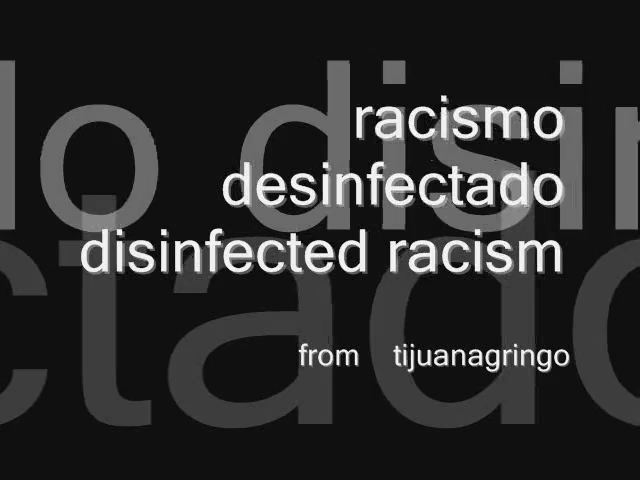 racismo
desinfectado
disinfected racism
from tijuanagringo